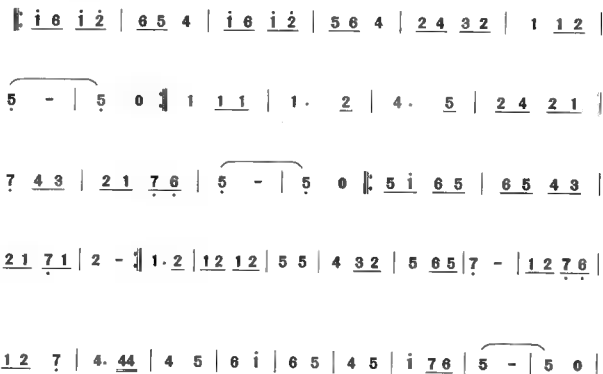 𝄆 i̇ 6 i̇ 2̇ | 6 5 4 | i̇ 6 i̇ 2̇ | 5 6 4 | 2 4 3 2 | 1 1 2 |
5̣ - | 5̣ 0 𝄇 1 1 1 | 1 · 2 | 4 · 5 | 2 4 2 1 |
7̣ 4 3 | 2 1 7̣ 6̣ | 5̣ - | 5̣ 0 𝄆 5 i̇ 6 5 | 6 5 4 3 |
2 1 7̣ 1 | 2 - 𝄇 1 · 2 | 1 2 1 2 | 5 5 | 4 3 2 | 5 6 5 | 7̣ - | 1 2 7̣ 6̣ |
1 2 7̣ | 4 · 4 4 | 4 5 | 6 i̇ | 6 5 | 4 5 | i̇ 7 6 | 5 - | 5 0 |